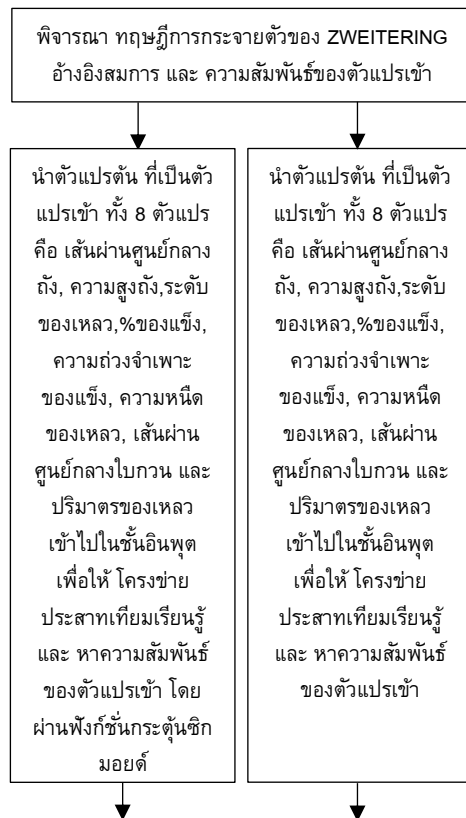 พิจารณา ทฤษฎีการกระจายตัวของ ZWEITERING
อ้างอิงสมการ และ ความสัมพันธ์ของตัวแปรเข้า
นำตัวแปรต้น ที่เป็นตัว
แปรเข้า ทั้ง 8 ตัวแปร
คือ เส้นผ่านศูนย์กลาง
ถัง, ความสูงถัง,ระดับ
ของเหลว,%ของแข็ง,
ความถ่วงจำเพาะ
ของแข็ง, ความหนืด
ของเหลว, เส้นผ่าน
ศูนย์กลางใบกวน และ
ปริมาตรของเหลว
เข้าไปในชั้นอินพุต
เพื่อให้ โครงข่าย
ประสาทเทียมเรียนรู้
และ หาความสัมพันธ์
ของตัวแปรเข้า โดย
ผ่านฟังก์ชั่นกระตุ้นซิก
มอยด์
นำตัวแปรต้น ที่เป็นตัว
แปรเข้า ทั้ง 8 ตัวแปร
คือ เส้นผ่านศูนย์กลาง
ถัง, ความสูงถัง,ระดับ
ของเหลว,%ของแข็ง,
ความถ่วงจำเพาะ
ของแข็ง, ความหนืด
ของเหลว, เส้นผ่าน
ศูนย์กลางใบกวน และ
ปริมาตรของเหลว
เข้าไปในชั้นอินพุต
เพื่อให้ โครงข่าย
ประสาทเทียมเรียนรู้
และ หาความสัมพันธ์
ของตัวแปรเข้า